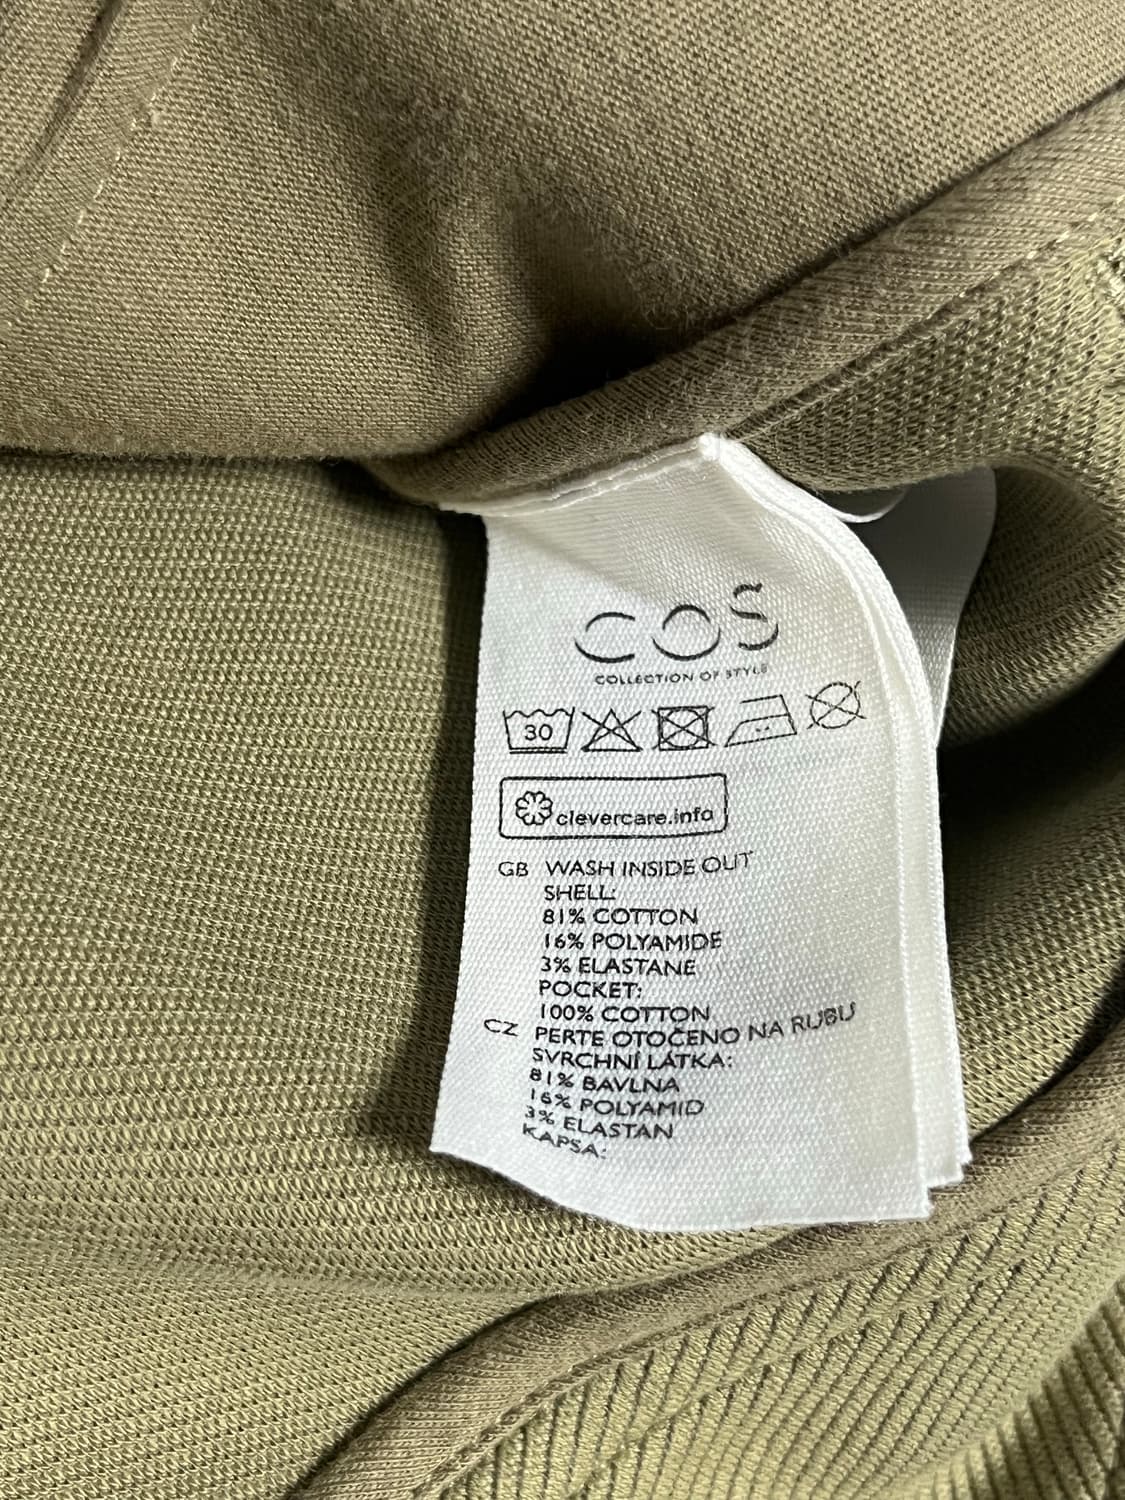 COS
COLLECTION OF STYLE
30
clevercare.info
GB WASH INSIDE OUT
SHELL:
81% COTTON
16% POLYAMIDE
3% ELASTANE
POCKET:
100% COTTON
CZ PERTE OTOČENO NA RUBU
SVRCHNÍ LÁTKA:
81% BAVLNA
16% POLYAMID
3% ELASTAN
KAPSA: